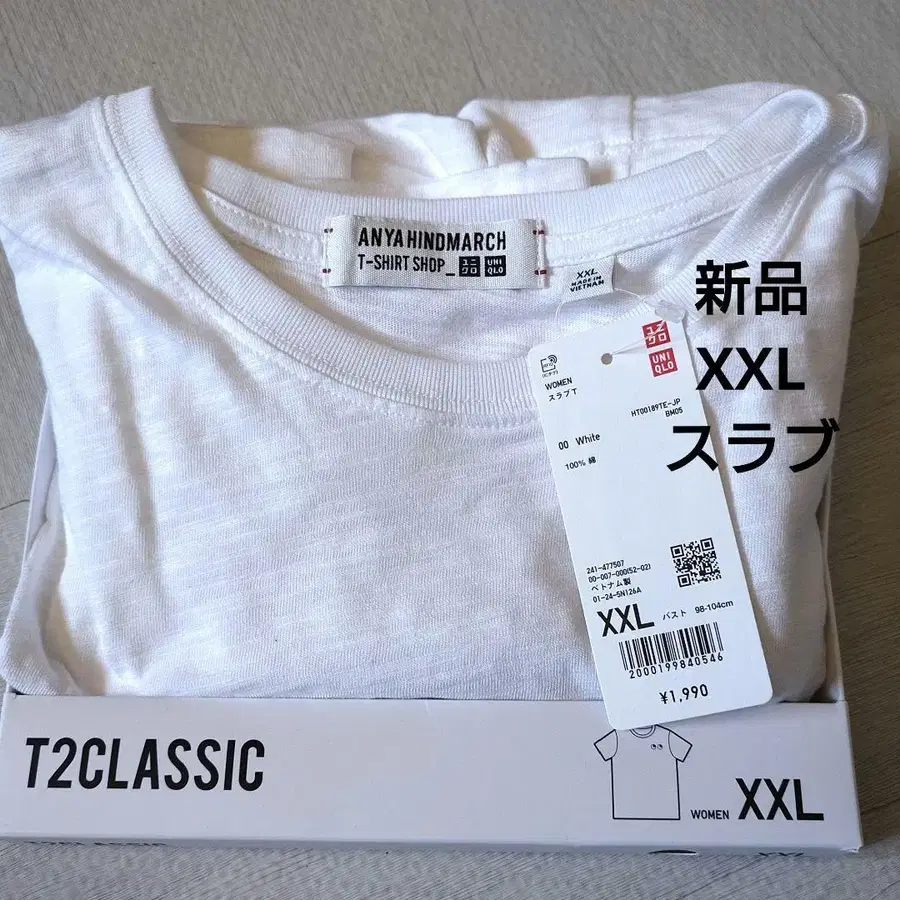 ANYA HINDMARCH
T-SHIRT SHOP_ ユニクロ UNIQLO
XXL
MADE IN
VIETNAM
新品
XXL
スラブ
ユニクロ
UNIQLO
WOMEN
スラブT
HT00189TE-JP
BM05
00 White
100% 綿
241-477507
00-007-000(52-02)
ベトナム製
01-24-5N126A
XXL バスト 98-104cm
2000199840546
¥1,990
T2CLASSIC
WOMEN XXL